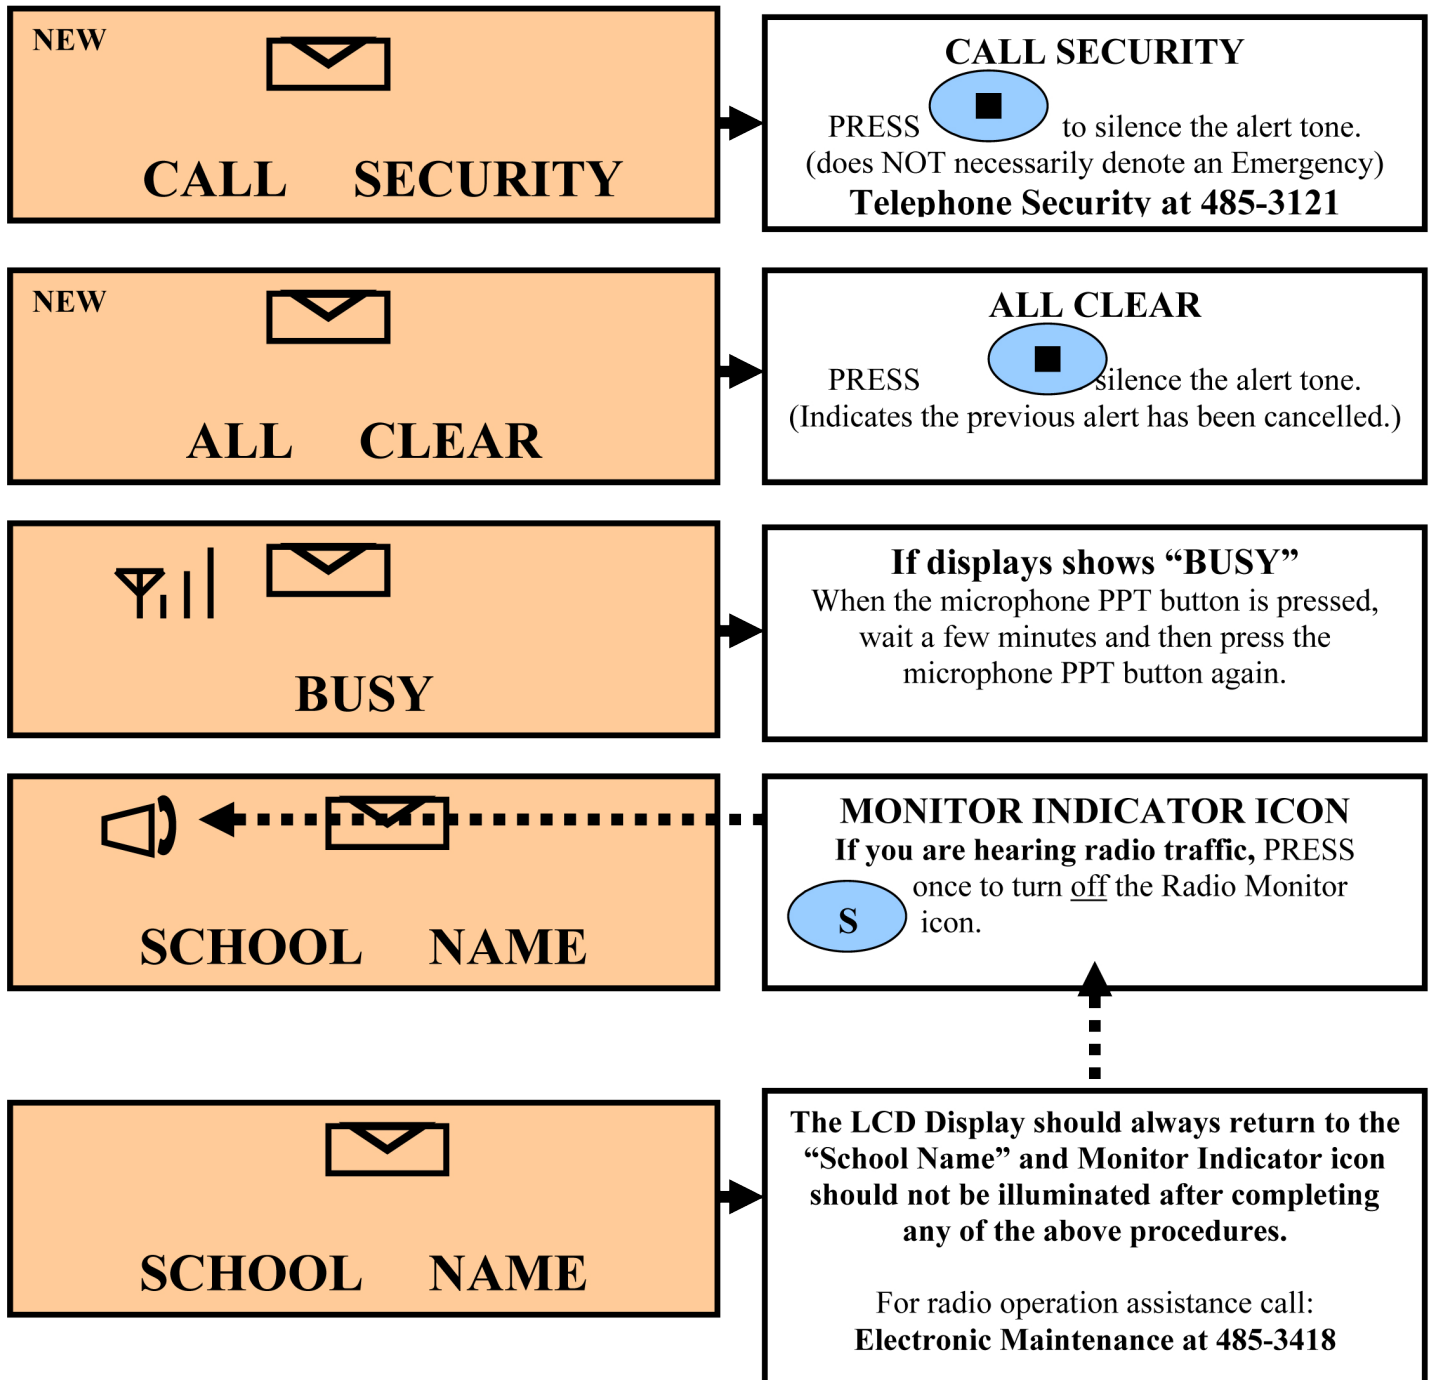 NEW
CALL SECURITY
CALL SECURITY
PRESS ■ to silence the alert tone.
(does NOT necessarily denote an Emergency)
Telephone Security at 485-3121
NEW
ALL CLEAR
ALL CLEAR
PRESS ■ silence the alert tone.
(Indicates the previous alert has been cancelled.)
BUSY
If displays shows “BUSY”
When the microphone PPT button is pressed,
wait a few minutes and then press the
microphone PPT button again.
SCHOOL NAME
MONITOR INDICATOR ICON
If you are hearing radio traffic, PRESS
once to turn off the Radio Monitor
S icon.
SCHOOL NAME
The LCD Display should always return to the
“School Name” and Monitor Indicator icon
should not be illuminated after completing
any of the above procedures.
For radio operation assistance call:
Electronic Maintenance at 485-3418